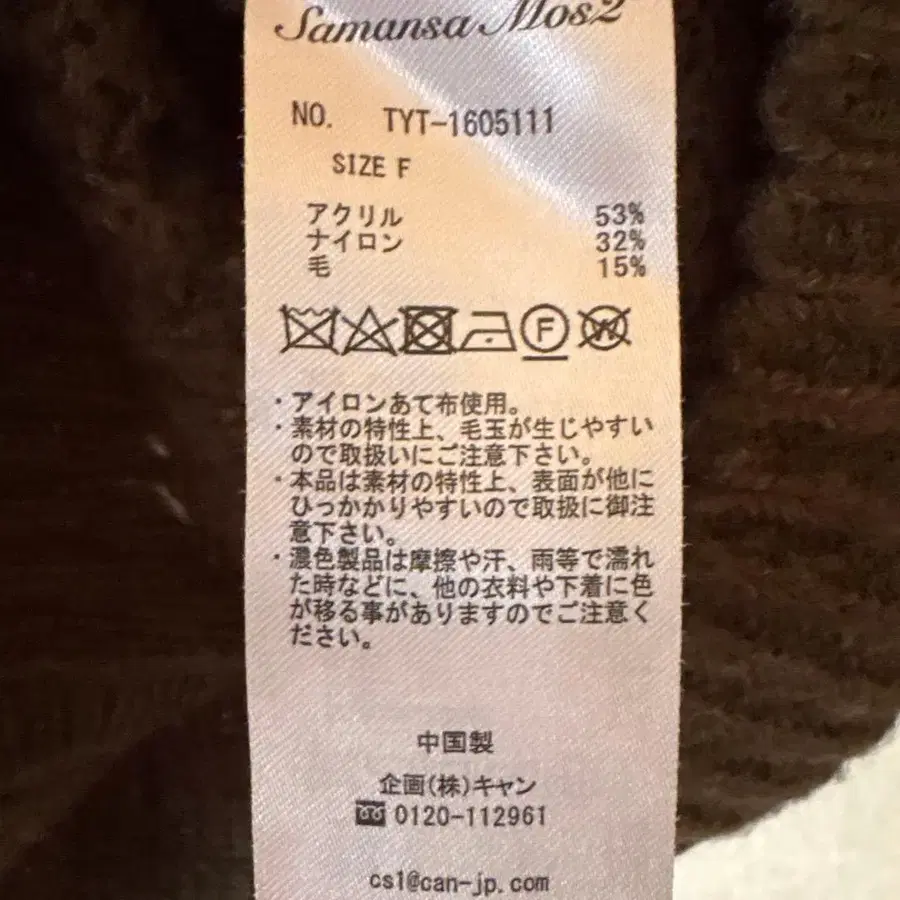 Samansa Mos2
NO. TYT-1605111
SIZE F
アクリル 53%
ナイロン 32%
毛 15%
F W
・アイロンあて布使用。
・素材の特性上、毛玉が生じやすい
ので取扱いにご注意下さい。
・本品は素材の特性上、表面が他に
ひっかかりやすいので取扱に御注
意下さい。
・濃色製品は摩擦や汗、雨等で濡れ
た時などに、他の衣料や下着に色
が移る事がありますのでご注意く
ださい。
中国製
企画(株)キャン
0120-112961
cs1@can-jp.com